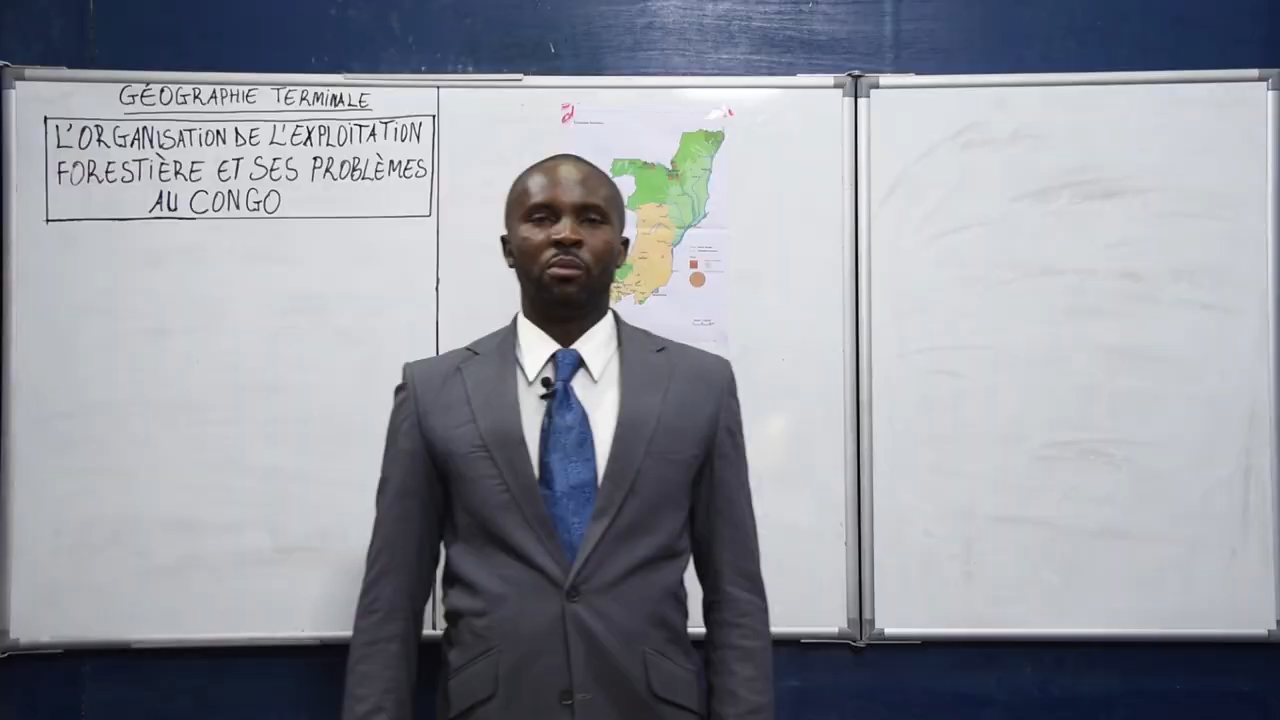 GÉOGRAPHIE TERMINALE
L'ORGANISATION DE L'EXPLOITATION
FORESTIÈRE ET SES PROBLÈMES
AU CONGO